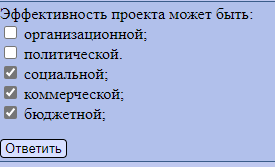 Эффективность проекта может быть:
организационной;
политической.
социальной;
коммерческой;
бюджетной;
Ответить